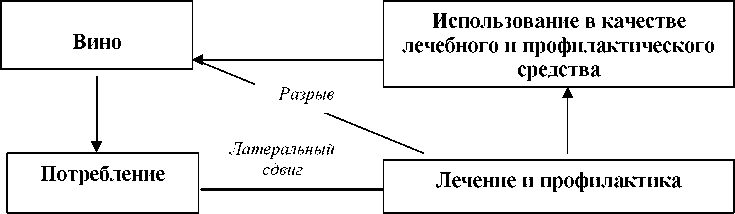 Вино
Использование в качестве
лечебного и профилактического
средства
Разрыв
Латеральный
сдвиг
Потребление
Лечение и профилактика